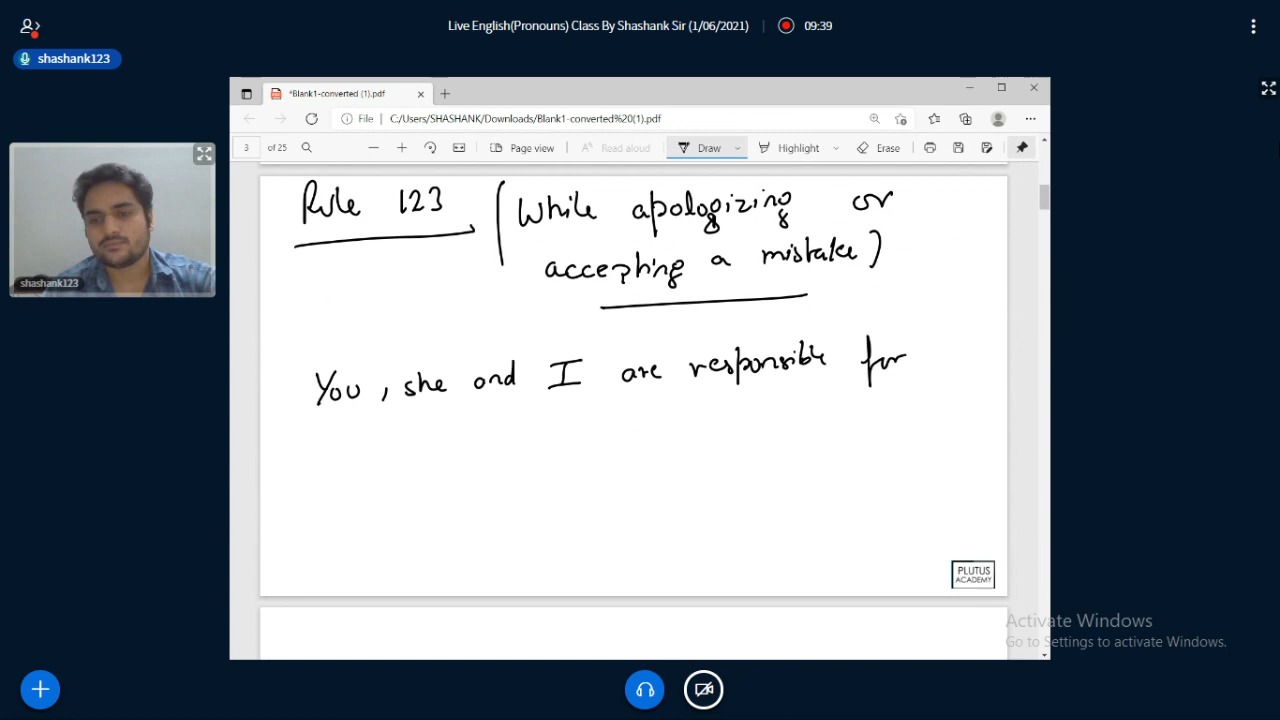 Live English(Pronouns) Class By Shashank Sir (1/06/2021)
09:39
shashank123
*Blank1-converted (1).pdf
File
C:/Users/SHASHANK/Downloads/Blank1-converted%20(1).pdf
3 of 25
Page view
Read aloud
Draw
Highlight
Erase
shashank123
Rule 123 (While apologizing or
accepting a mistake)
You, she and I are responsible for
PLUTUS
ACADEMY
Activate Windows
Go to Settings to activate Windows.